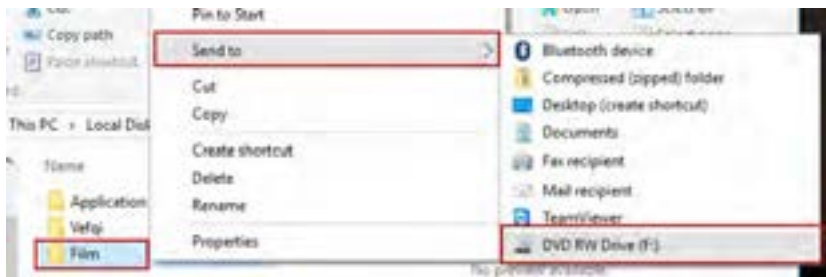 Pin to Start
Copy path
Send to
Cut
Copy
Create shortcut
Delete
Rename
Properties
Bluetooth device
Compressed (zipped) folder
Desktop (create shortcut)
Documents
Fax recipient
Mail recipient
TeamViewer
DVD RW Drive (F:)
This PC › Local Disk
Name
Application
Vefqi
Film
No preview available.